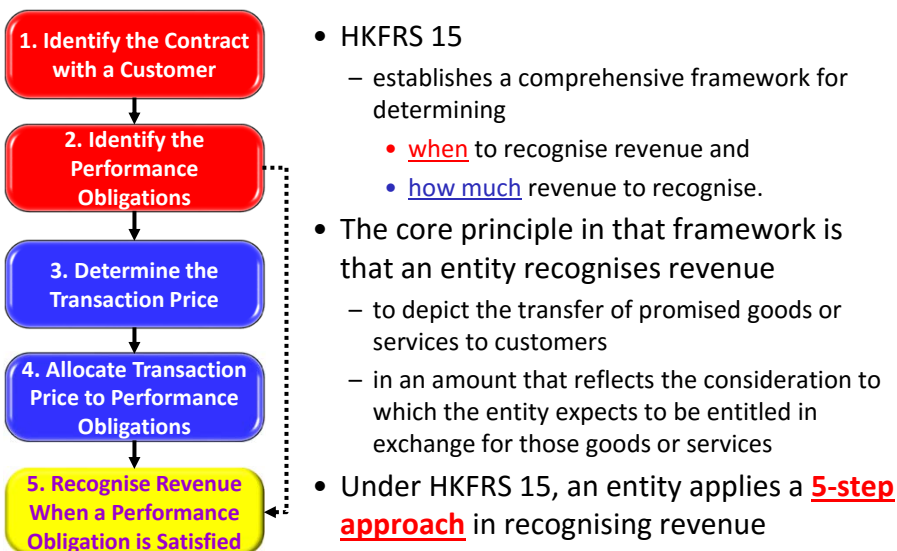 1. Identify the Contract
with a Customer
2. Identify the
Performance
Obligations
3. Determine the
Transaction Price
4. Allocate Transaction
Price to Performance
Obligations
5. Recognise Revenue
When a Performance
Obligation is Satisfied
• HKFRS 15
– establishes a comprehensive framework for
determining
• when to recognise revenue and
• how much revenue to recognise.
• The core principle in that framework is
that an entity recognises revenue
– to depict the transfer of promised goods or
services to customers
– in an amount that reflects the consideration to
which the entity expects to be entitled in
exchange for those goods or services
• Under HKFRS 15, an entity applies a 5-step
approach in recognising revenue